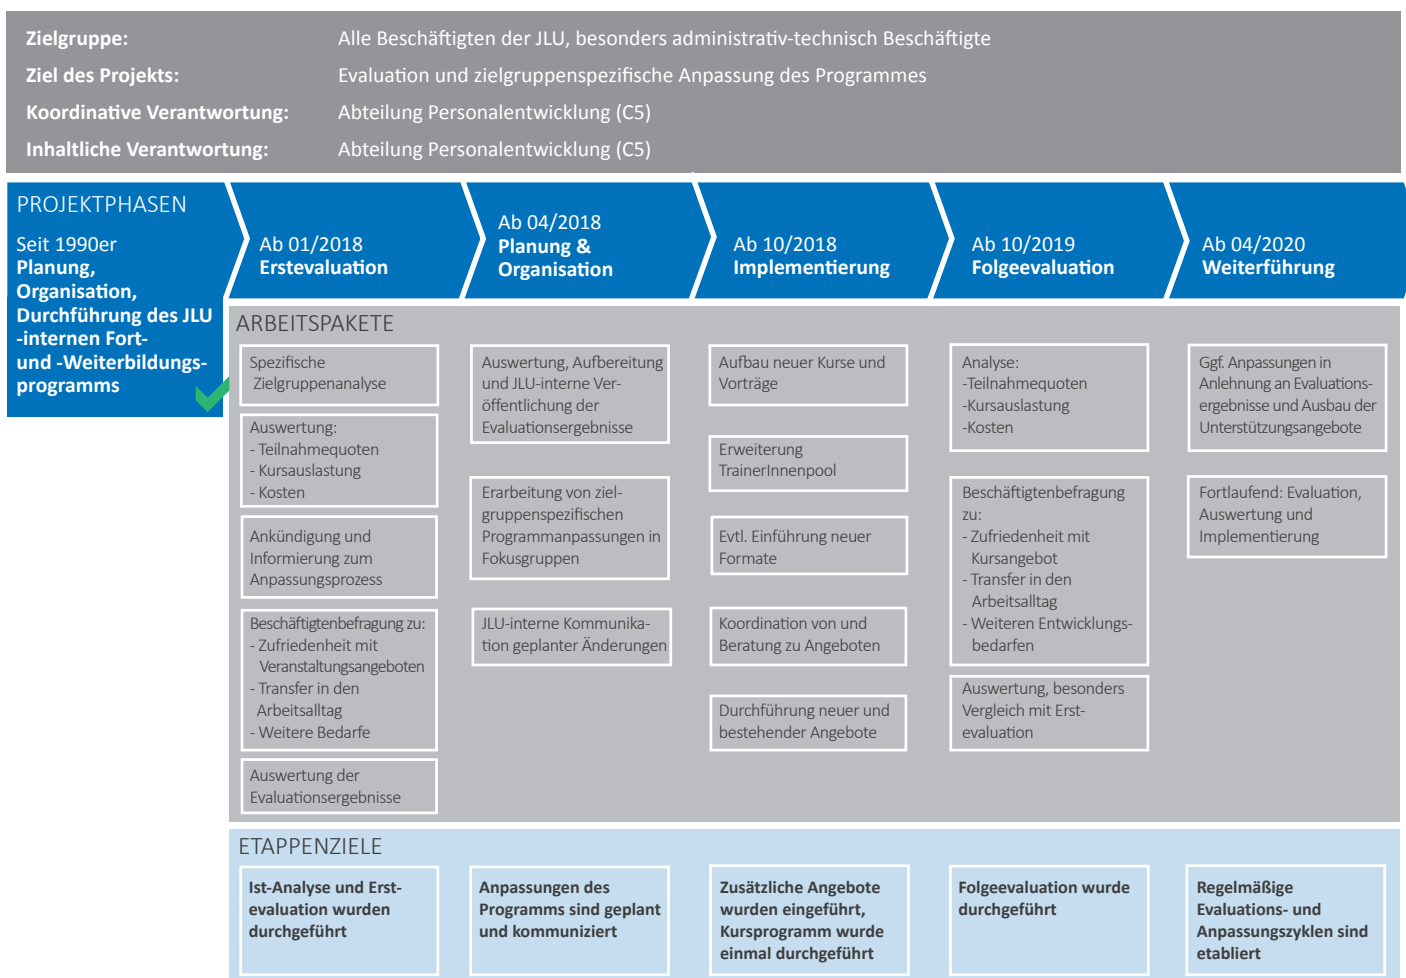 Zielgruppe: Alle Beschäftigten der JLU, besonders administrativ-technisch Beschäftigte
Ziel des Projekts: Evaluation und zielgruppenspezifische Anpassung des Programmes
Koordinative Verantwortung: Abteilung Personalentwicklung (C5)
Inhaltliche Verantwortung: Abteilung Personalentwicklung (C5)
PROJEKTPHASEN
Seit 1990er
Planung,
Organisation,
Durchführung des JLU
-internen Fort-
und -Weiterbildungs-
programms
Ab 01/2018
Erstevaluation
Ab 04/2018
Planung &
Organisation
Ab 10/2018
Implementierung
Ab 10/2019
Folgeevaluation
Ab 04/2020
Weiterführung
ARBEITSPAKETE
Spezifische
Zielgruppenanalyse
Auswertung:
- Teilnahmequoten
- Kursauslastung
- Kosten
Ankündigung und
Informierung zum
Anpassungsprozess
Beschäftigtenbefragung zu:
- Zufriedenheit mit
Veranstaltungsangeboten
- Transfer in den
Arbeitsalltag
- Weitere Bedarfe
Auswertung der
Evaluationsergebnisse
Auswertung, Aufbereitung
und JLU-interne Ver-
öffentlichung der
Evaluationsergebnisse
Erarbeitung von ziel-
gruppenspezifischen
Programmanpassungen in
Fokusgruppen
JLU-interne Kommunika-
tion geplanter Änderungen
Aufbau neuer Kurse und
Vorträge
Erweiterung
TrainerInnenpool
Evtl. Einführung neuer
Formate
Koordination von und
Beratung zu Angeboten
Durchführung neuer und
bestehender Angebote
Analyse:
-Teilnahmequoten
-Kursauslastung
-Kosten
Beschäftigtenbefragung
zu:
- Zufriedenheit mit
Kursangebot
- Transfer in den
Arbeitsalltag
- Weiteren Entwicklungs-
bedarfen
Auswertung, besonders
Vergleich mit Erst-
evaluation
Ggf. Anpassungen in
Anlehnung an Evaluations-
ergebnisse und Ausbau der
Unterstützungsangebote
Fortlaufend: Evaluation,
Auswertung und
Implementierung
ETAPPENZIELE
Ist-Analyse und Erst-
evaluation wurden
durchgeführt
Anpassungen des
Programms sind geplant
und kommuniziert
Zusätzliche Angebote
wurden eingeführt,
Kursprogramm wurde
einmal durchgeführt
Folgeevaluation wurde
durchgeführt
Regelmäßige
Evaluations- und
Anpassungszyklen sind
etabliert